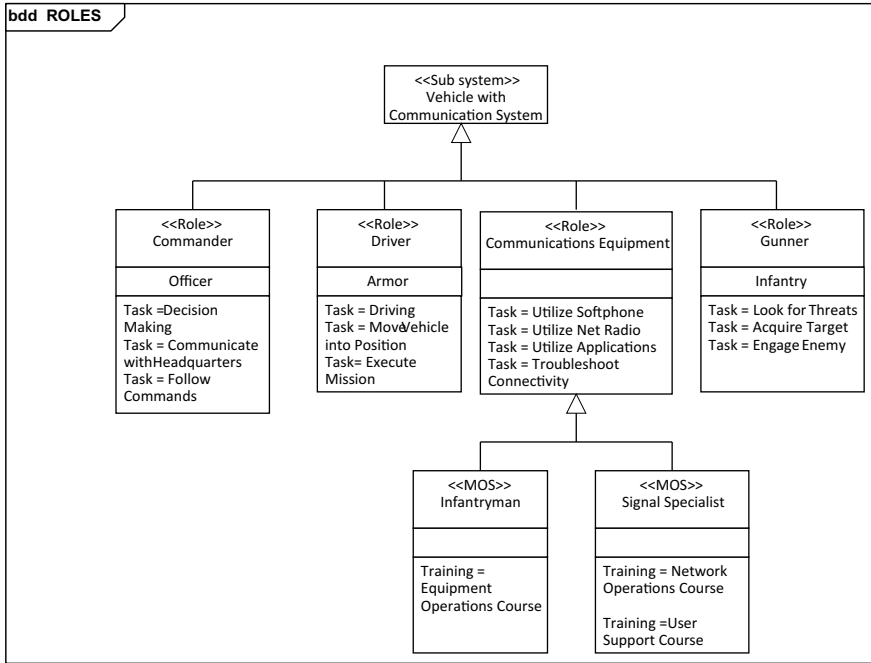 bdd ROLES
<<Sub system>>
Vehicle with
Communication System
<<Role>>
Commander
Officer
Task =Decision
Making
Task = Communicate
withHeadquarters
Task = Follow
Commands
<<Role>>
Driver
Armor
Task = Driving
Task = MoveVehicle
into Position
Task= Execute
Mission
<<Role>>
Communications Equipment
Task = Utilize Softphone
Task = Utilize Net Radio
Task = Utilize Applications
Task = Troubleshoot
Connectivity
<<Role>>
Gunner
Infantry
Task = Look for Threats
Task = Acquire Target
Task = Engage Enemy
<<MOS>>
Infantryman
Training =
Equipment
Operations Course
<<MOS>>
Signal Specialist
Training = Network
Operations Course
Training =User
Support Course